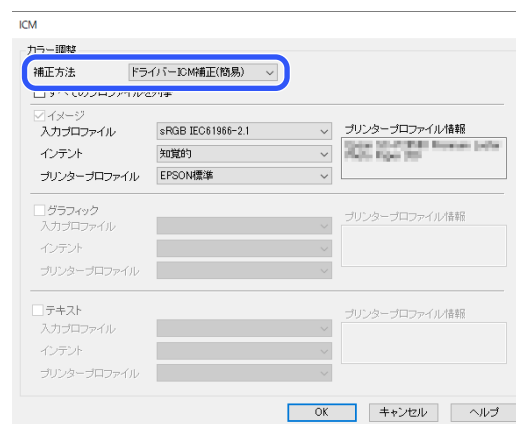 ICM
カラー調整
補正方法 ドライバーICM補正(簡易)
すべてのプロファイルを列挙
イメージ
入力プロファイル sRGB IEC61966-2.1 プリンタープロファイル情報
インテント 知覚的
プリンタープロファイル EPSON標準
グラフィック
入力プロファイル プリンタープロファイル情報
インテント
プリンタープロファイル
テキスト
入力プロファイル プリンタープロファイル情報
インテント
プリンタープロファイル
OK キャンセル ヘルプ